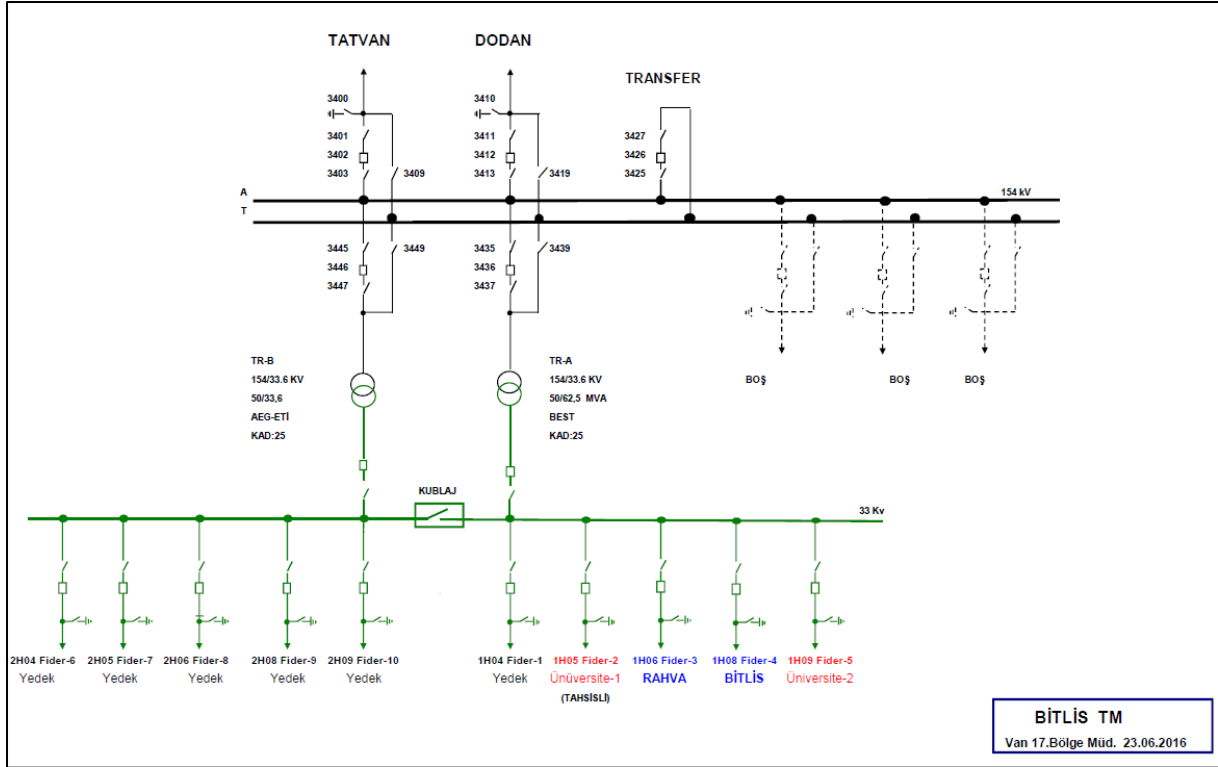 TATVAN
DODAN
TRANSFER
3400
3410
3401
3411
3427
3402
3412
3426
3403
3409
3413
3419
3425
A
154 kV
T
3445
3449
3435
3439
3446
3436
3447
3437
TR-B
154/33.6 KV
50/33,6
AEG-ETİ
KAD:25
TR-A
154/33.6 KV
50/62,5 MVA
BEST
KAD:25
BOŞ
BOŞ
BOŞ
KUBLAJ
33 Kv
2H04 Fider-6
Yedek
2H05 Fider-7
Yedek
2H06 Fider-8
Yedek
2H08 Fider-9
Yedek
2H09 Fider-10
Yedek
1H04 Fider-1
Yedek
1H05 Fider-2
Ünüversite-1
(TAHSİSLİ)
1H06 Fider-3
RAHVA
1H08 Fider-4
BİTLİS
1H09 Fider-5
Üniversite-2
BİTLİS TM
Van 17.Bölge Müd. 23.06.2016